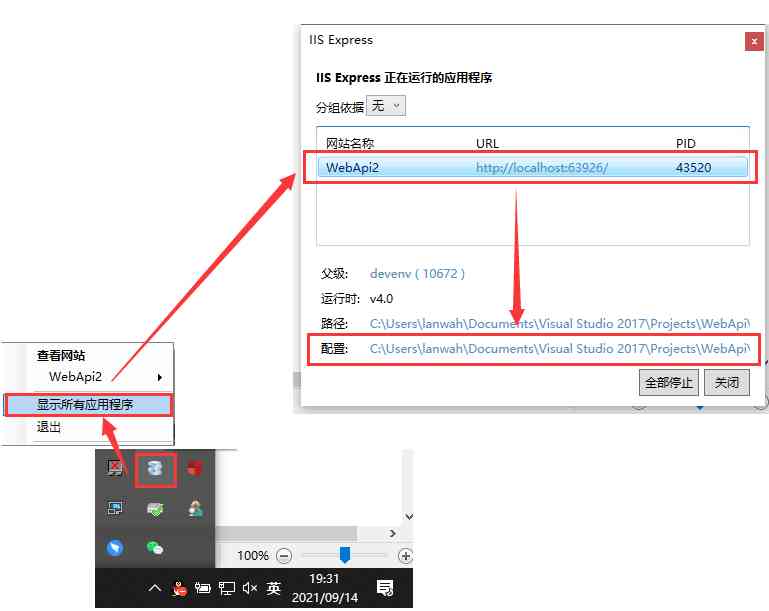 IIS Express
IIS Express 正在运行的应用程序
分组依据 无
网站名称 URL PID
WebApi2 http://localhost:63926/ 43520
父级: devenv ( 10672 )
运行时: v4.0
路径: C:\Users\lanwah\Documents\Visual Studio 2017\Projects\WebApi\
配置: C:\Users\lanwah\Documents\Visual Studio 2017\Projects\WebApi\
全部停止 关闭
查看网站
WebApi2
显示所有应用程序
退出
100%
英
19:31
2021/09/14